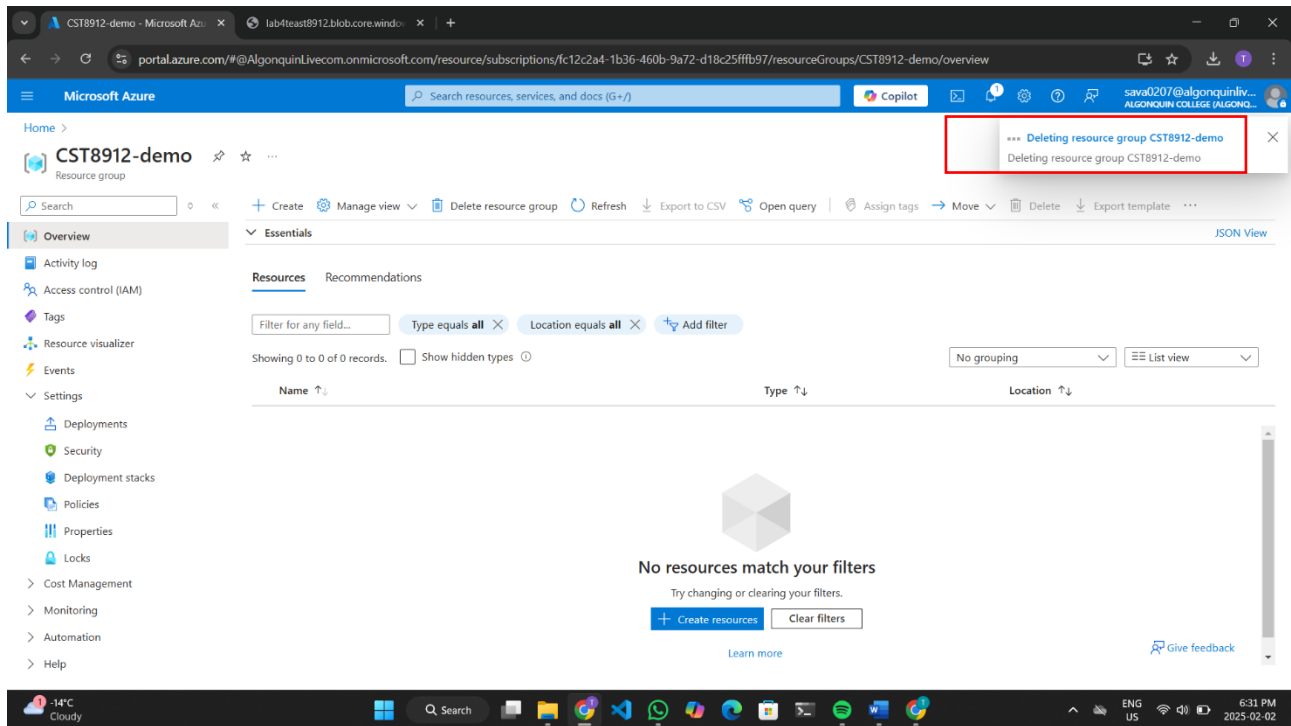 CST8912-demo - Microsoft Azu
lab4teast8912.blob.core.windov
portal.azure.com/#@AlgonquinLivecom.onmicrosoft.com/resource/subscriptions/fc12c2a4-1b36-460b-9a72-d18c25fffb97/resourceGroups/CST8912-demo/overview
T
Microsoft Azure
Search resources, services, and docs (G+/)
Copilot
1
sava0207@algonquinliv...
ALGONQUIN COLLEGE (ALGONQ...
Home >
CST8912-demo
Resource group
Deleting resource group CST8912-demo
Deleting resource group CST8912-demo
Search
Create Manage view Delete resource group Refresh Export to CSV Open query Assign tags Move Delete Export template ...
Overview
Activity log
Access control (IAM)
Tags
Resource visualizer
Events
Settings
Deployments
Security
Deployment stacks
Policies
Properties
Locks
Cost Management
Monitoring
Automation
Help
Essentials
JSON View
Resources Recommendations
Filter for any field...
Type equals all
Location equals all
Add filter
Showing 0 to 0 of 0 records.
Show hidden types
No grouping
List view
Name
Type
Location
No resources match your filters
Try changing or clearing your filters.
Create resources
Clear filters
Learn more
Give feedback
1
-14°C
Cloudy
Search
ENG
US
6:31 PM
2025-02-02